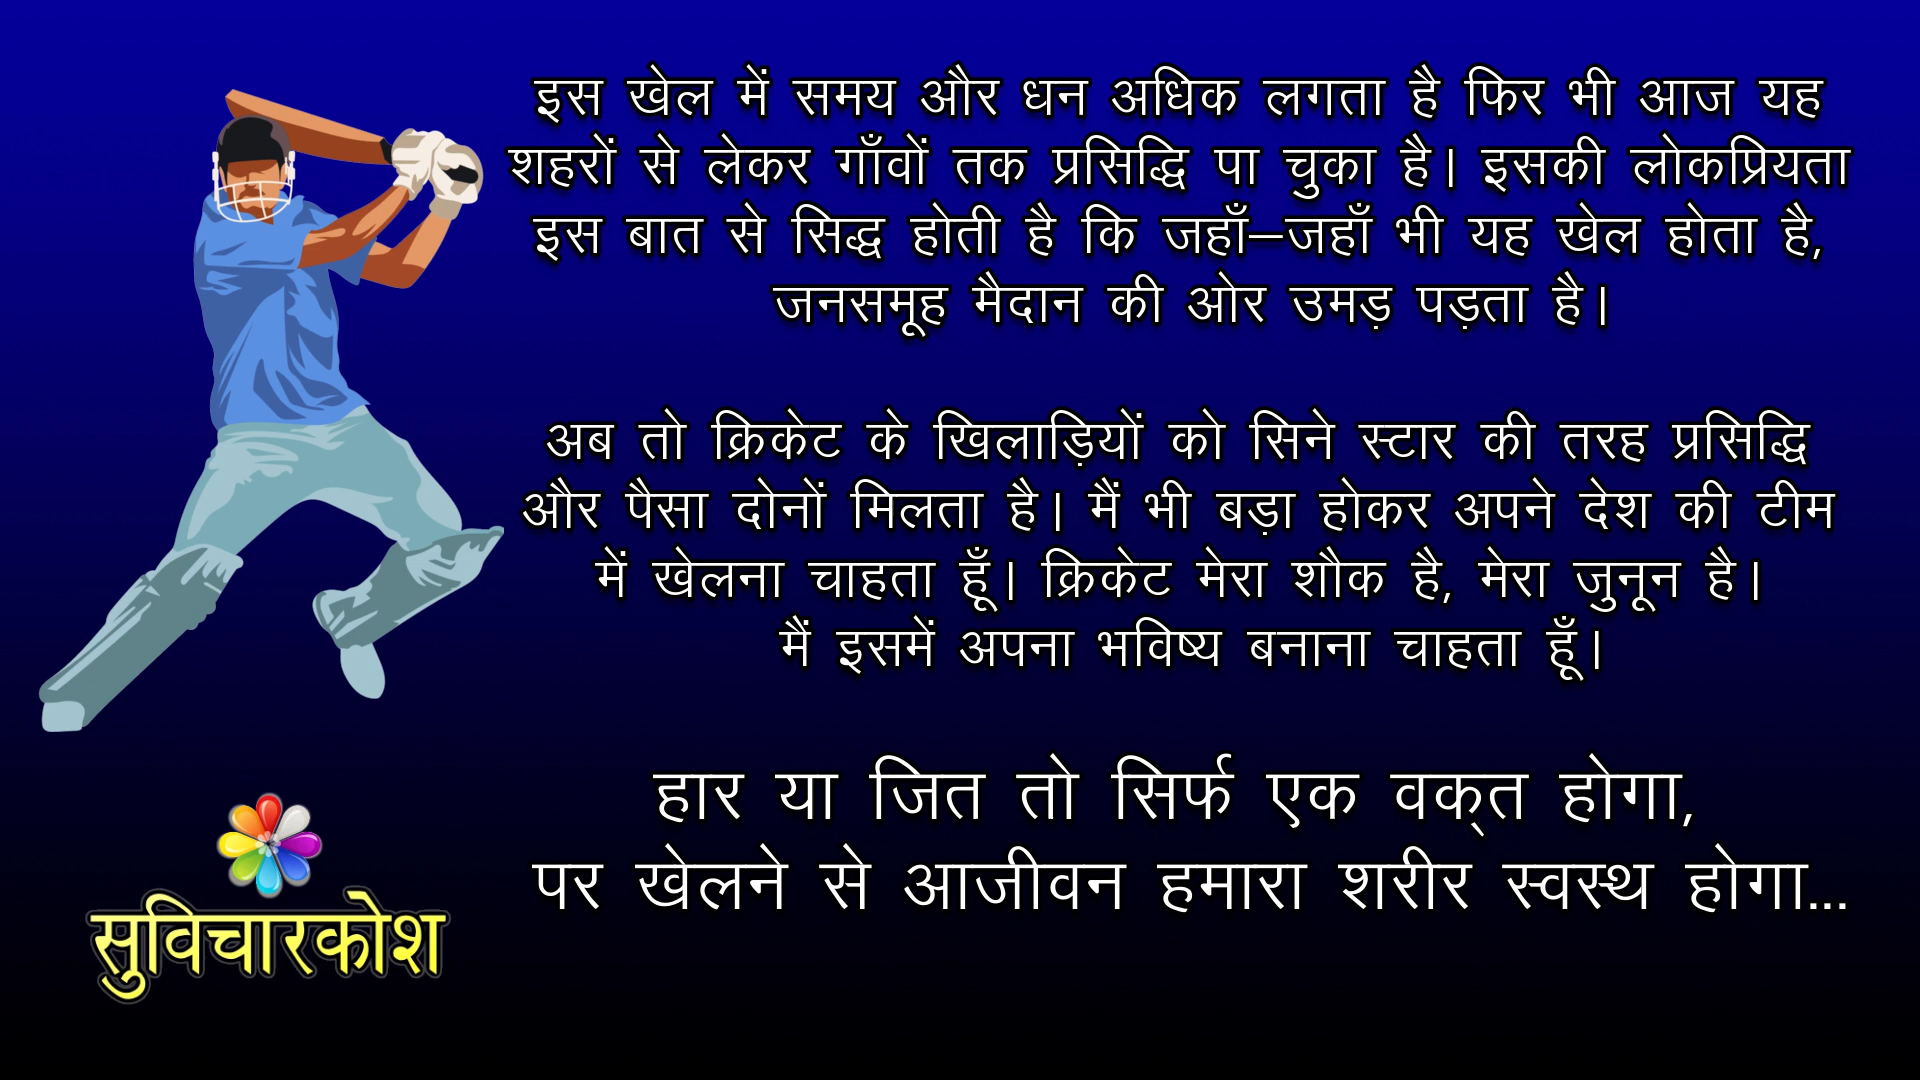 इस खेल में समय और धन अधिक लगता है फिर भी आज यह
शहरों से लेकर गाँवों तक प्रसिद्धि पा चुका है। इसकी लोकप्रियता
इस बात से सिद्ध होती है कि जहाँ–जहाँ भी यह खेल होता है,
जनसमूह मैदान की ओर उमड़ पड़ता है।
अब तो क्रिकेट के खिलाड़ियों को सिने स्टार की तरह प्रसिद्धि
और पैसा दोनों मिलता है। मैं भी बड़ा होकर अपने देश की टीम
में खेलना चाहता हूँ। क्रिकेट मेरा शौक है, मेरा जुनून है।
मैं इसमें अपना भविष्य बनाना चाहता हूँ।
हार या जित तो सिर्फ एक वक्‌त होगा,
पर खेलने से आजीवन हमारा शरीर स्वस्थ होगा...
सुविचारकोश